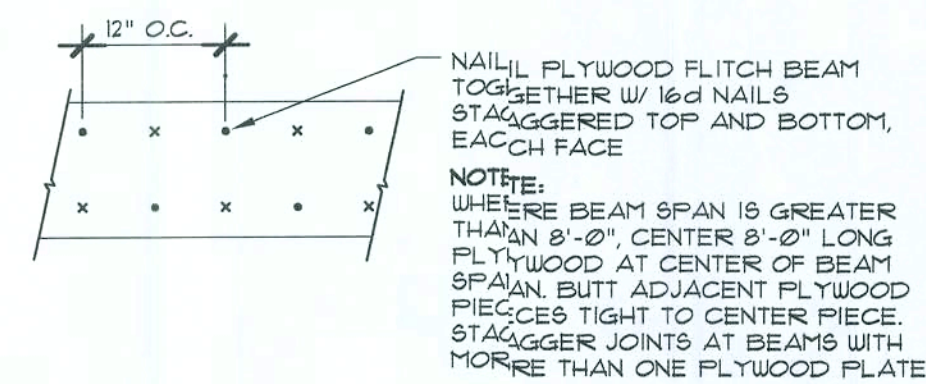 12" O.C.
NAIL PLYWOOD FLITCH BEAM
TOGETHER W/ 16d NAILS
STAGGERED TOP AND BOTTOM,
EACH FACE
NOTE:
WHERE BEAM SPAN IS GREATER
THAN 8'-0", CENTER 8'-0" LONG
PLYWOOD AT CENTER OF BEAM
SPAN. BUTT ADJACENT PLYWOOD
PIECES TIGHT TO CENTER PIECE.
STAGGER JOINTS AT BEAMS WITH
MORE THAN ONE PLYWOOD PLATE